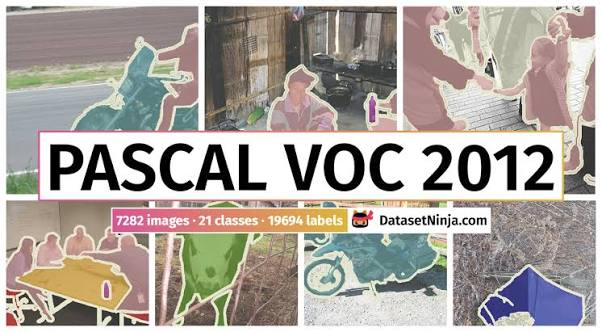 PASCAL VOC 2012
7282 images · 21 classes · 19694 labels DatasetNinja.com